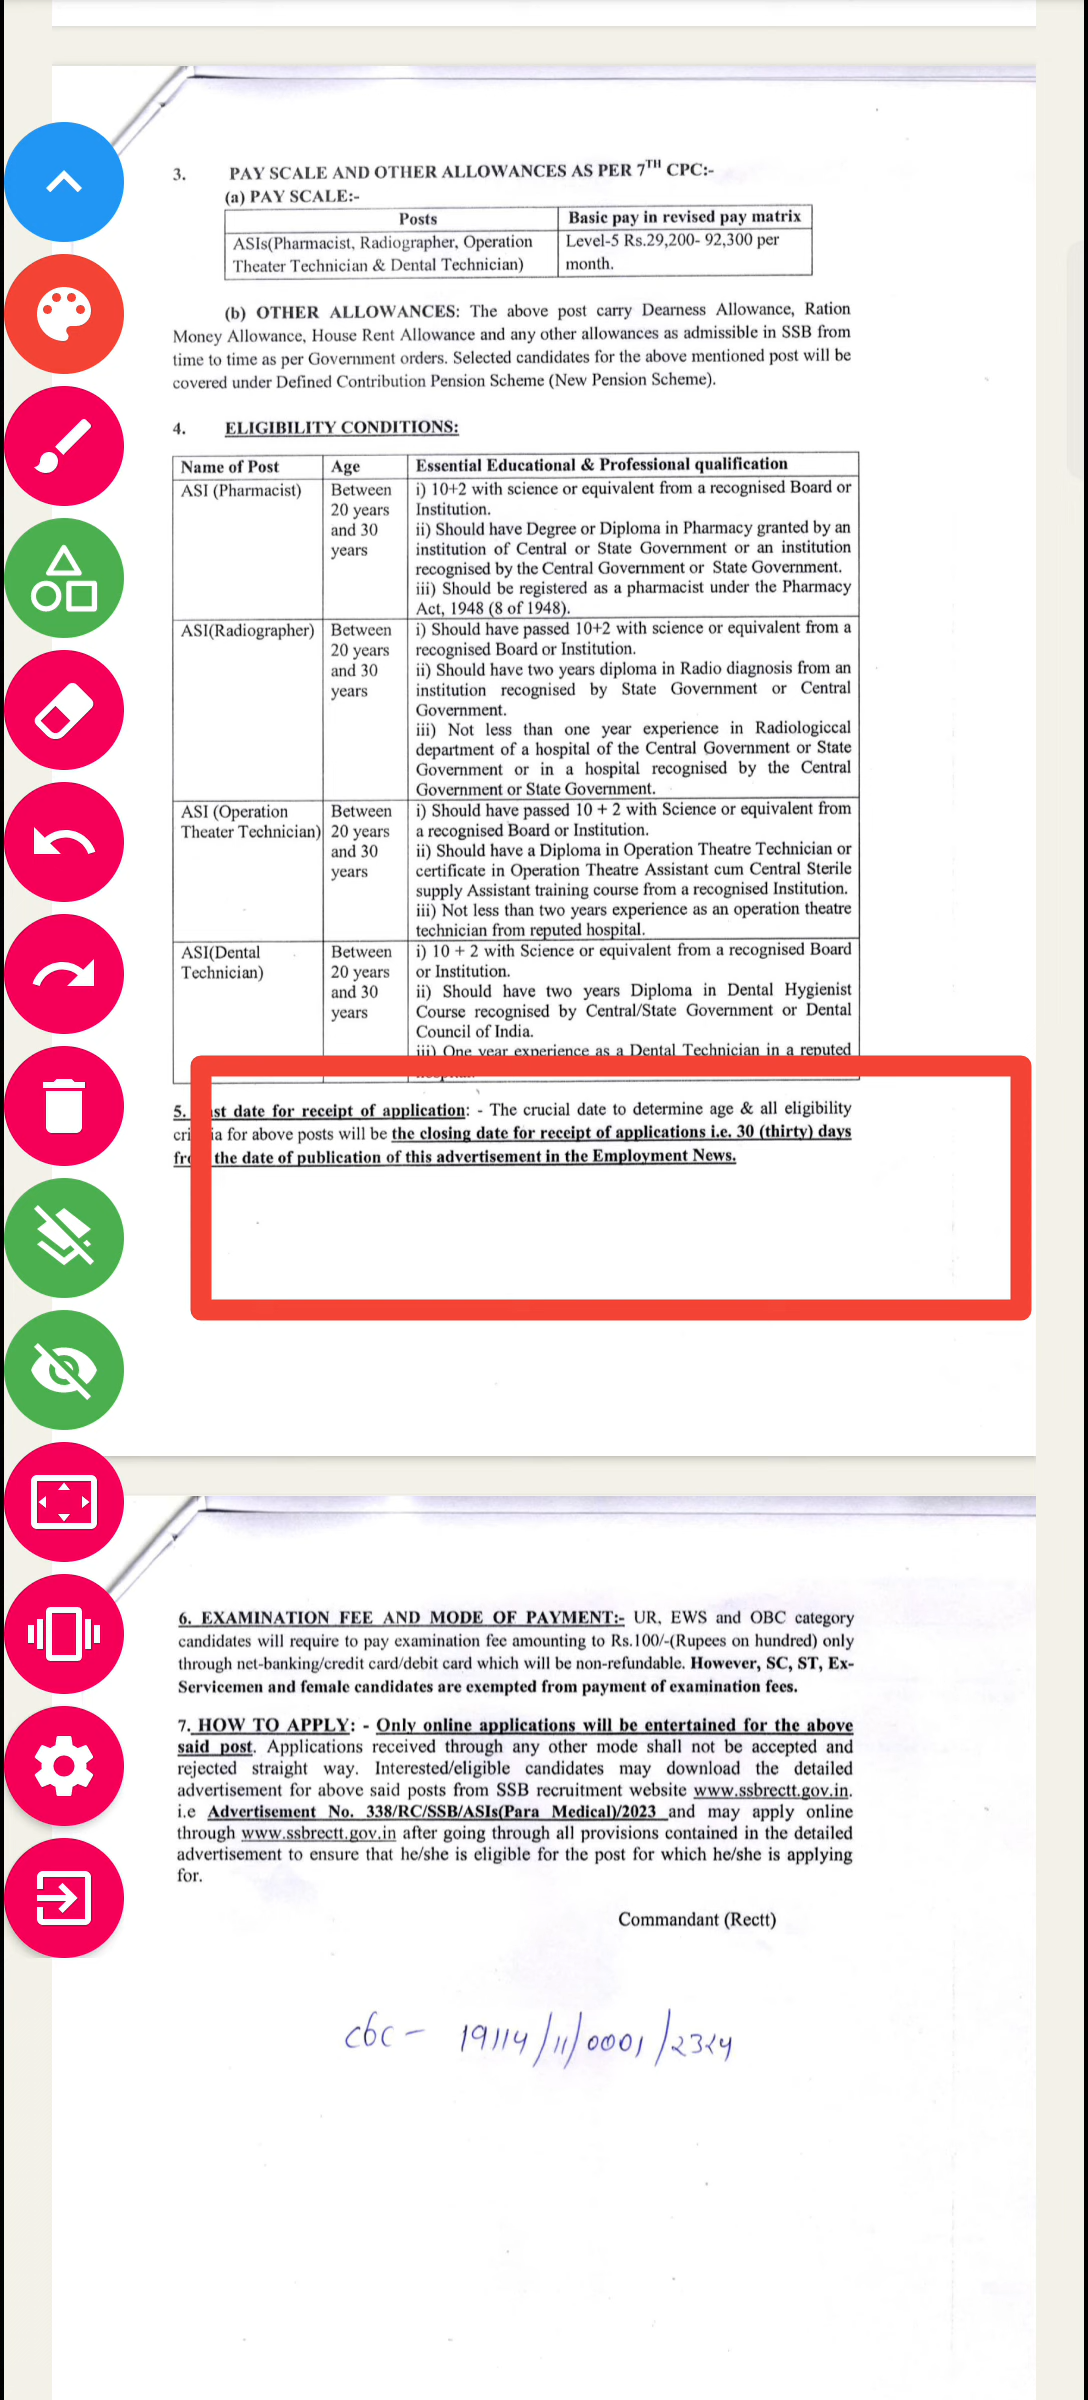 3. PAY SCALE AND OTHER ALLOWANCES AS PER 7TH CPC:-
(a) PAY SCALE:-
Posts Basic pay in revised pay matrix
ASIs(Pharmacist, Radiographer, Operation Level-5 Rs.29,200- 92,300 per
Theater Technician & Dental Technician) month.
(b) OTHER ALLOWANCES: The above post carry Dearness Allowance, Ration
Money Allowance, House Rent Allowance and any other allowances as admissible in SSB from
time to time as per Government orders. Selected candidates for the above mentioned post will be
covered under Defined Contribution Pension Scheme (New Pension Scheme).
4. ELIGIBILITY CONDITIONS:
Name of Post Age Essential Educational & Professional qualification
ASI (Pharmacist) Between i) 10+2 with science or equivalent from a recognised Board or
20 years Institution.
and 30 ii) Should have Degree or Diploma in Pharmacy granted by an
years institution of Central or State Government or an institution
recognised by the Central Government or State Government.
iii) Should be registered as a pharmacist under the Pharmacy
Act, 1948 (8 of 1948).
ASI(Radiographer) Between i) Should have passed 10+2 with science or equivalent from a
20 years recognised Board or Institution.
and 30 ii) Should have two years diploma in Radio diagnosis from an
years institution recognised by State Government or Central
Government.
iii) Not less than one year experience in Radiologiccal
department of a hospital of the Central Government or State
Government or in a hospital recognised by the Central
Government or State Government.
ASI (Operation Between i) Should have passed 10 + 2 with Science or equivalent from
Theater Technician) 20 years a recognised Board or Institution.
and 30 ii) Should have a Diploma in Operation Theatre Technician or
years certificate in Operation Theatre Assistant cum Central Sterile
supply Assistant training course from a recognised Institution.
iii) Not less than two years experience as an operation theatre
technician from reputed hospital.
ASI(Dental Between i) 10 + 2 with Science or equivalent from a recognised Board
Technician) 20 years or Institution.
and 30 ii) Should have two years Diploma in Dental Hygienist
years Course recognised by Central/State Government or Dental
Council of India.
iii) One year experience as a Dental Technician in a reputed
5. date for receipt of application: - The crucial date to determine age & all eligibility
for above posts will be the closing date for receipt of applications i.e. 30 (thirty) days
the date of publication of this advertisement in the Employment News.
6. EXAMINATION FEE AND MODE OF PAYMENT:- UR, EWS and OBC category
candidates will require to pay examination fee amounting to Rs.100/-(Rupees on hundred) only
through net-banking/credit card/debit card which will be non-refundable. However, SC, ST, Ex-
Servicemen and female candidates are exempted from payment of examination fees.
7. HOW TO APPLY: - Only online applications will be entertained for the above
said post. Applications received through any other mode shall not be accepted and
rejected straight way. Interested/eligible candidates may download the detailed
advertisement for above said posts from SSB recruitment website www.ssbrectt.gov.in.
i.e Advertisement No. 338/RC/SSB/ASIs(Para Medical)/2023 and may apply online
through www.ssbrectt.gov.in after going through all provisions contained in the detailed
advertisement to ensure that he/she is eligible for the post for which he/she is applying
for.
Commandant (Rectt)
cbc - 19114/11/0001/2324